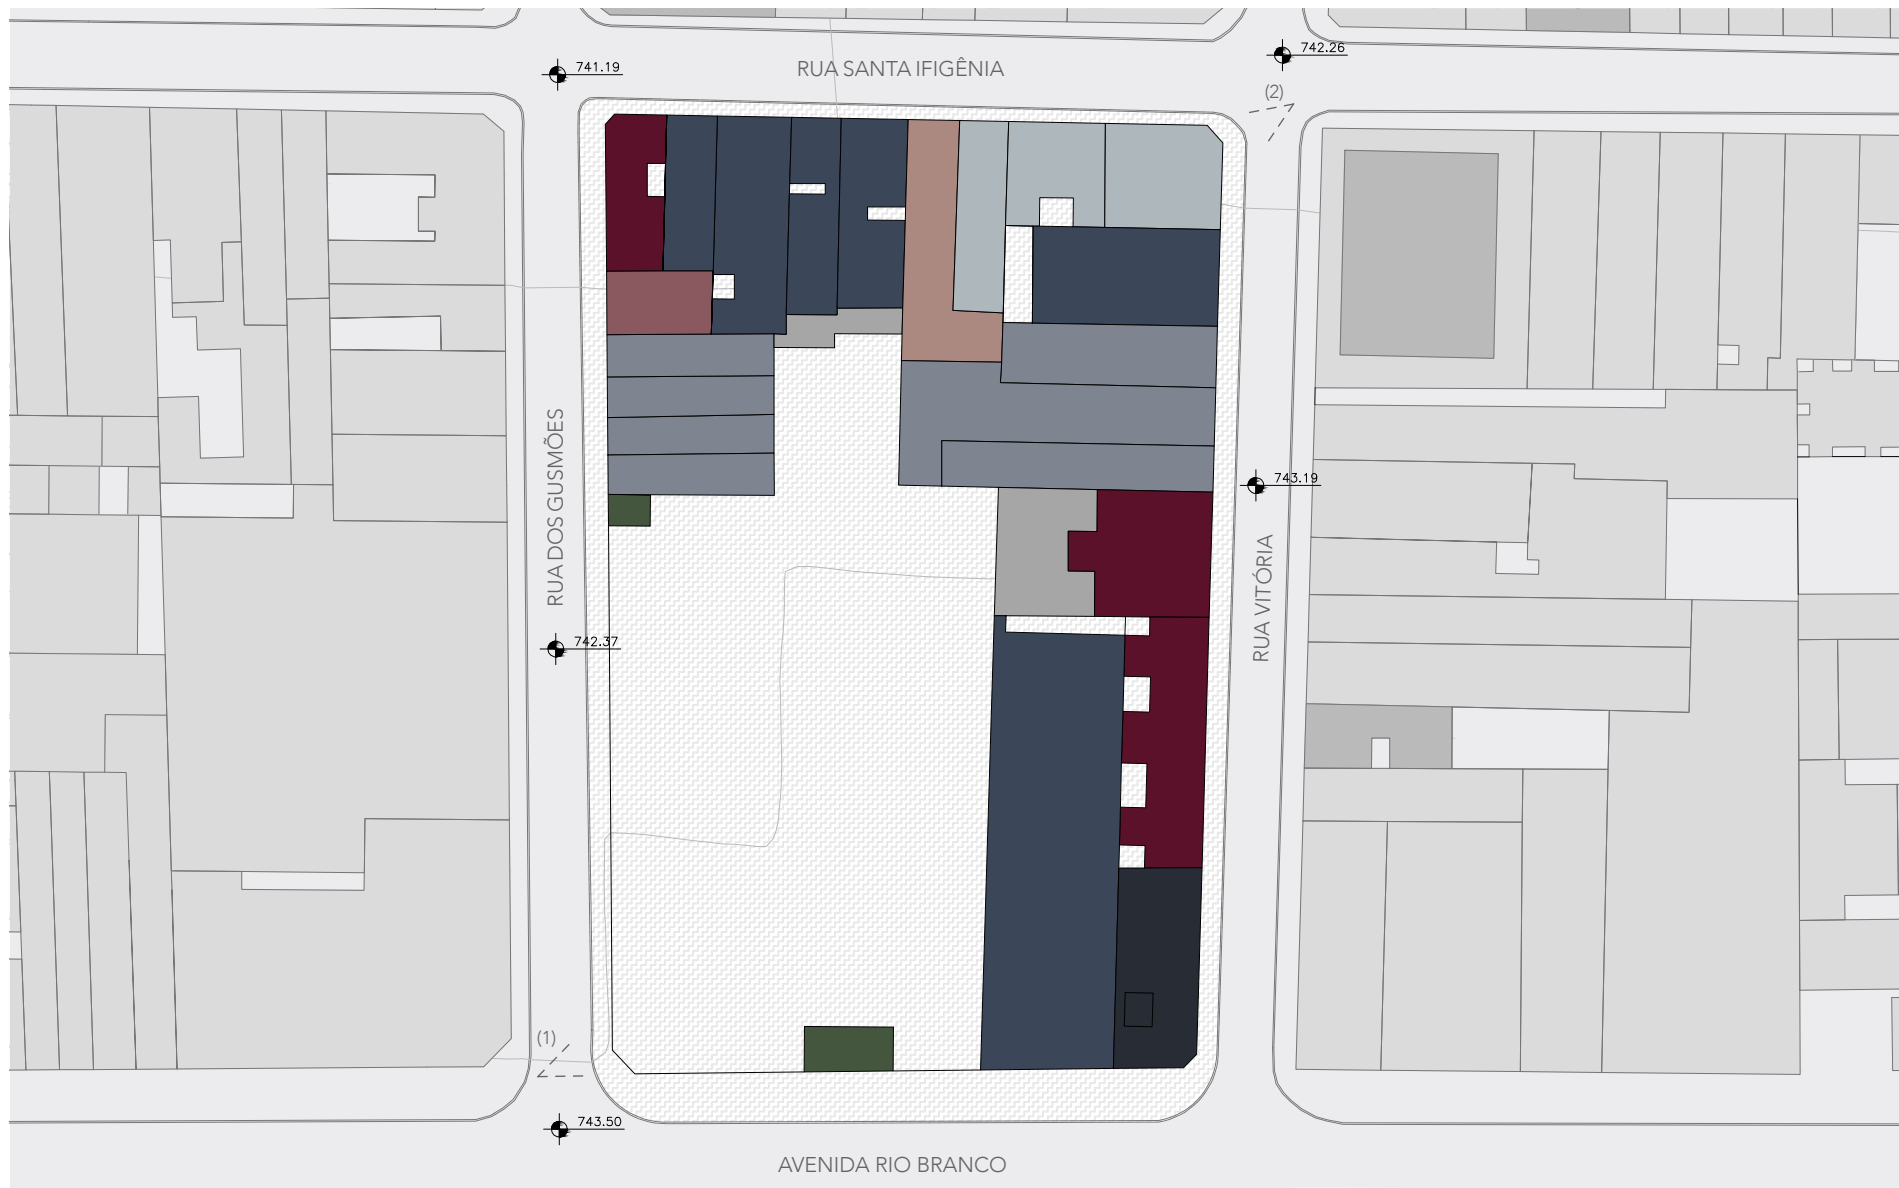 742.26
741.19
RUA SANTA IFIGÊNIA
(2)
RUA DOS GUSMÕES
743.19
RUA VITÓRIA
742.37
(1)
743.50
AVENIDA RIO BRANCO